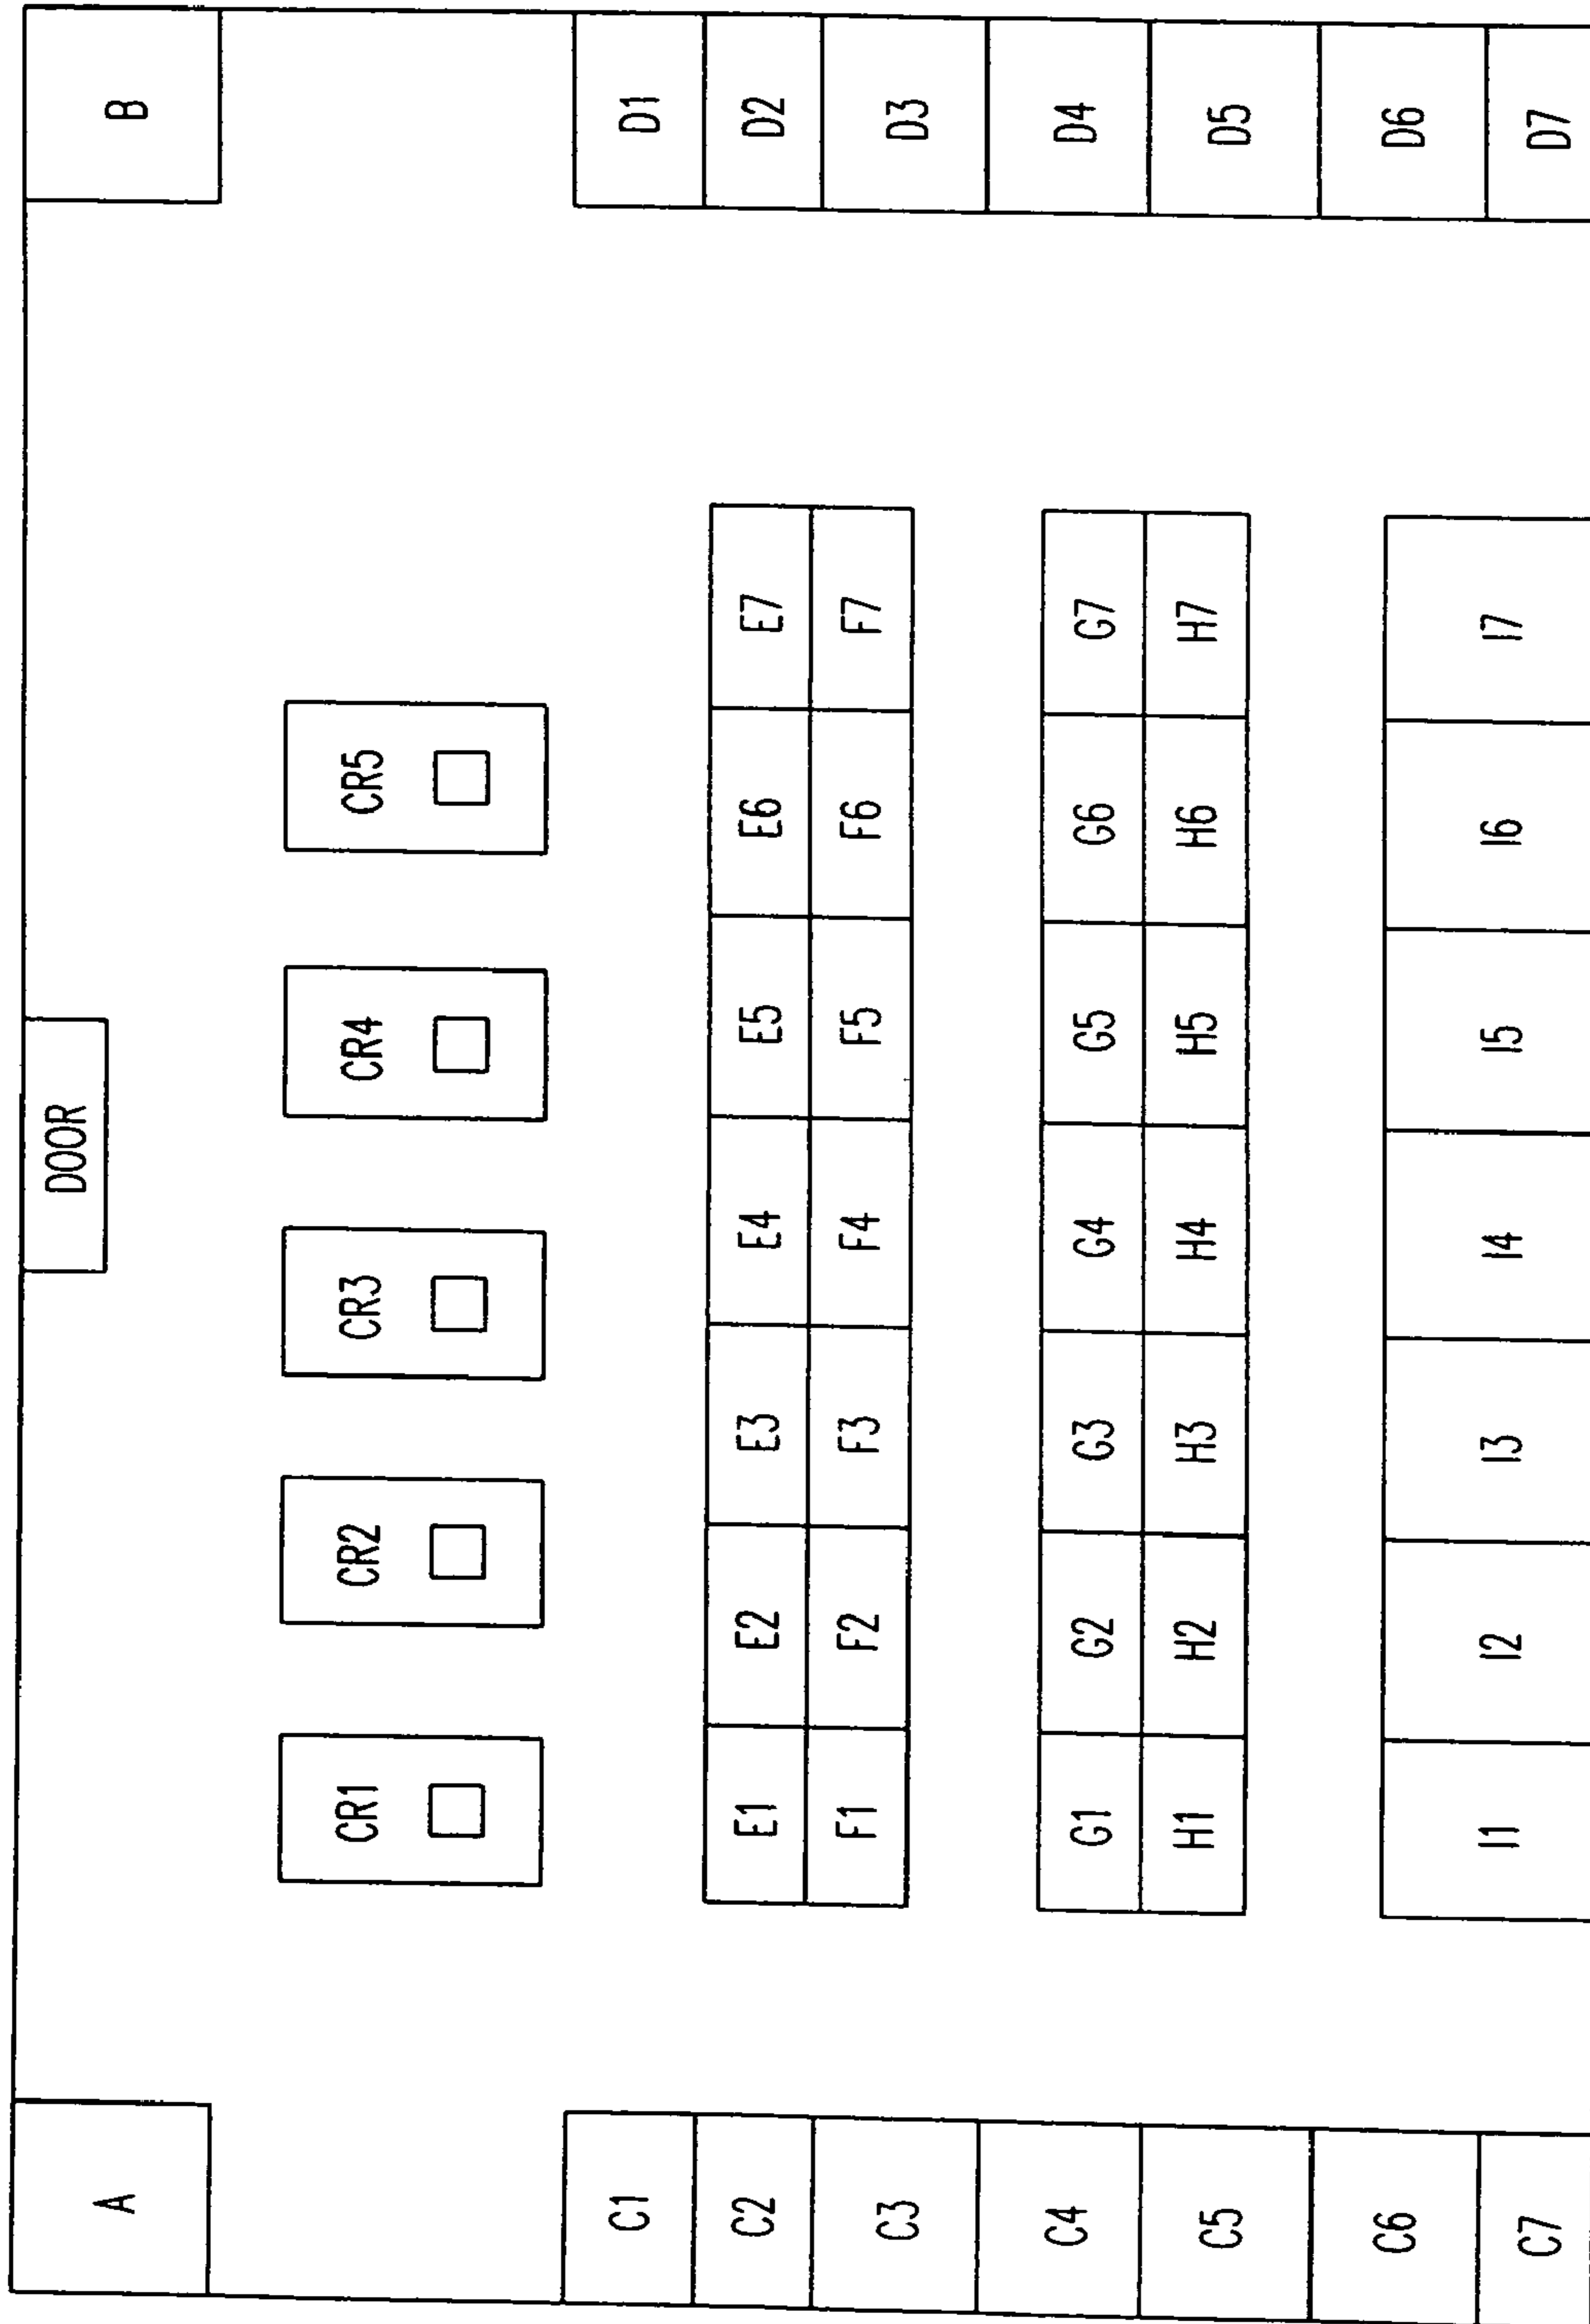 A DOOR B
CR1 CR2 CR3 CR4 CR5
C1 D1
C2 E1 E2 E3 E4 E5 E6 E7 D2
C3 F1 F2 F3 F4 F5 F6 F7 D3
C4 G1 G2 G3 G4 G5 G6 G7 D4
C5 H1 H2 H3 H4 H5 H6 H7 D5
C6 D6
C7 I1 I2 I3 I4 I5 I6 I7 D7